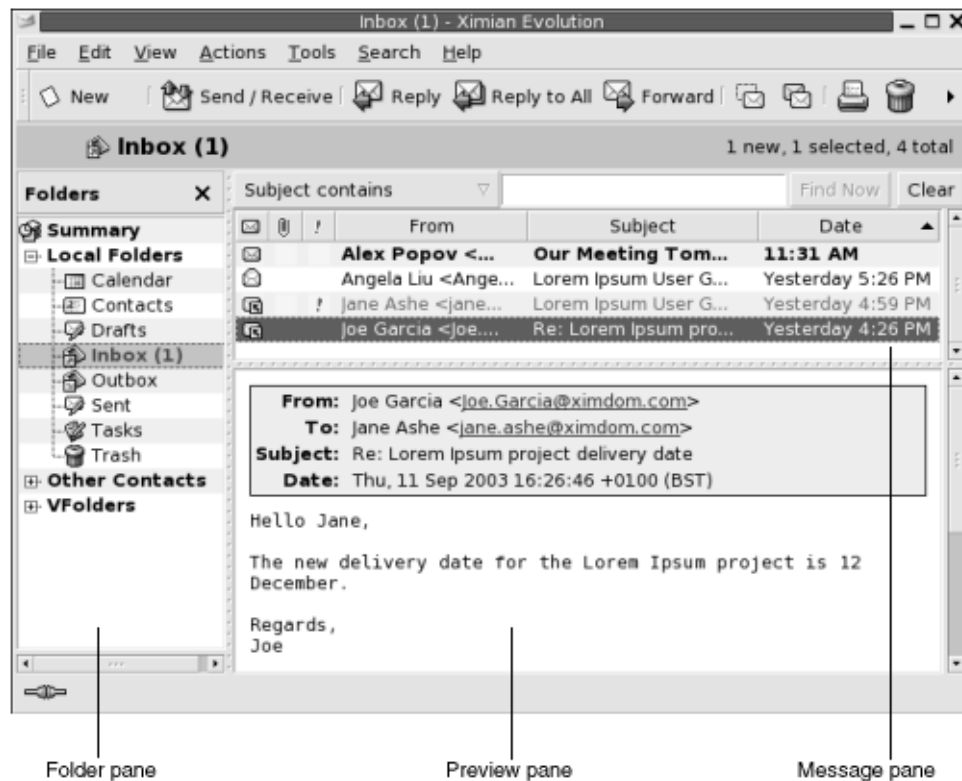 Inbox (1) - Ximian Evolution
File Edit View Actions Tools Search Help
New Send / Receive Reply Reply to All Forward
Inbox (1) 1 new, 1 selected, 4 total
Folders
Subject contains Find Now Clear
Summary
Local Folders
Calendar
Contacts
Drafts
Inbox (1)
Outbox
Sent
Tasks
Trash
Other Contacts
VFolders
! From Subject Date
Alex Popov <... Our Meeting Tom... 11:31 AM
Angela Liu <Ange... Lorem Ipsum User G... Yesterday 5:26 PM
! Jane Ashe <jane... Lorem Ipsum User G... Yesterday 4:59 PM
Joe Garcia <Joe.... Re: Lorem Ipsum pro... Yesterday 4:26 PM
From: Joe Garcia <Joe.Garcia@ximdom.com>
To: Jane Ashe <jane.ashe@ximdom.com>
Subject: Re: Lorem Ipsum project delivery date
Date: Thu, 11 Sep 2003 16:26:46 +0100 (BST)
Hello Jane,
The new delivery date for the Lorem Ipsum project is 12
December.
Regards,
Joe
Folder pane Preview pane Message pane